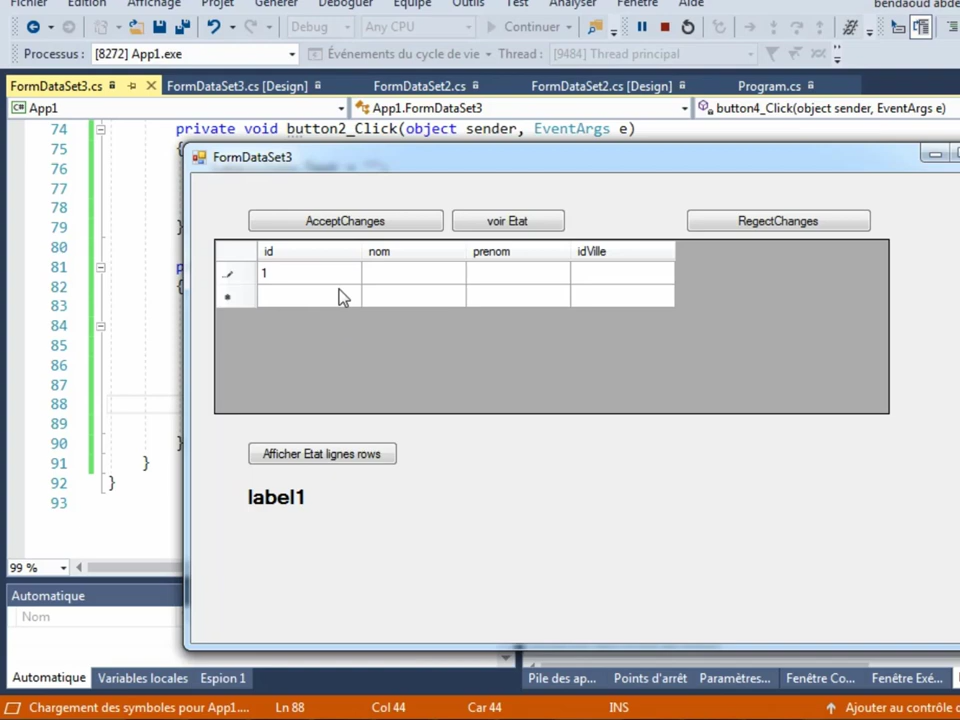 Edition Affichage Projet Générer Déboguer Equipe Outils Test Analyser Fenêtre Aide bendaoud abde
Debug Any CPU Continuer
Processus : [8272] App1.exe Événements du cycle de vie Thread : [9484] Thread principal
FormDataSet3.cs FormDataSet3.cs [Design] FormDataSet2.cs FormDataSet2.cs [Design] Program.cs
App1 App1.FormDataSet3 button4_Click(object sender, EventArgs e)
74 private void button2_Click(object sender, EventArgs e)
75 {
FormDataSet3
76
77
78
AcceptChanges voir Etat RegectChanges
79 }
80
id nom prenom idVille
81 p
1
82 {
83
84
85
86
87
88
89
90 }
Afficher Etat lignes rows
91 }
92 }
label1
93
99 %
Automatique
Nom
Automatique Variables locales Espion 1 Pile des ap... Points d'arrêt Paramètres... Fenêtre Co... Fenêtre Exé...
Chargement des symboles pour App1.... Ln 88 Col 44 Car 44 INS Ajouter au contrôle d